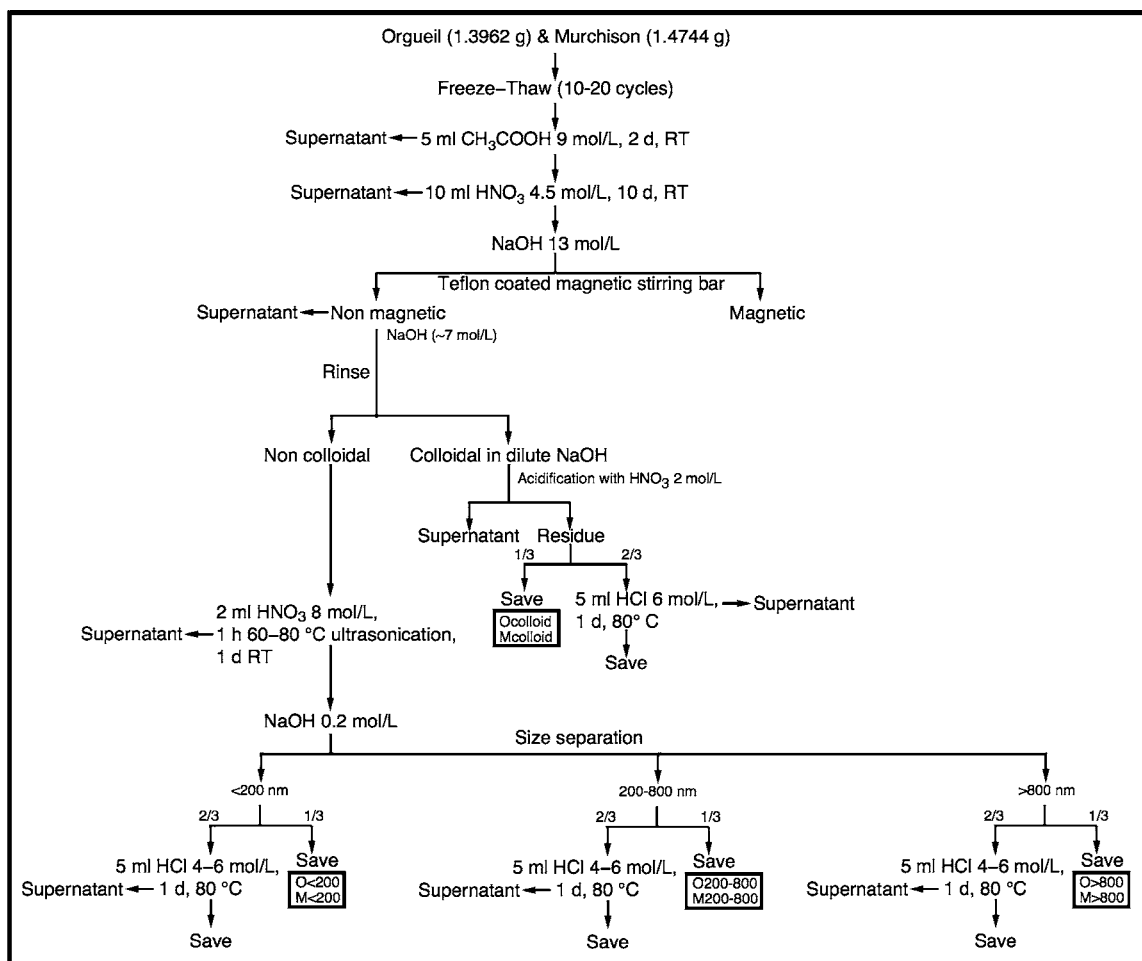 Orgueil (1.3962 g) & Murchison (1.4744 g)
Freeze–Thaw (10-20 cycles)
Supernatant
5 ml CH₃COOH 9 mol/L, 2 d, RT
Supernatant
10 ml HNO₃ 4.5 mol/L, 10 d, RT
NaOH 13 mol/L
Teflon coated magnetic stirring bar
Supernatant
Non magnetic
Magnetic
NaOH (~7 mol/L)
Rinse
Non colloidal
Colloidal in dilute NaOH
Acidification with HNO₃ 2 mol/L
Supernatant
Residue
1/3
2/3
Save
Ocolloid
Mcolloid
5 ml HCl 6 mol/L,
1 d, 80° C
Supernatant
Save
2 ml HNO₃ 8 mol/L,
Supernatant
1 h 60–80 °C ultrasonication,
1 d RT
NaOH 0.2 mol/L
Size separation
<200 nm
200-800 nm
>800 nm
2/3
1/3
2/3
1/3
2/3
1/3
5 ml HCl 4–6 mol/L,
Supernatant
1 d, 80 °C
Save
O<200
M<200
Save
5 ml HCl 4–6 mol/L,
Supernatant
1 d, 80 °C
Save
O200-800
M200-800
Save
5 ml HCl 4–6 mol/L,
Supernatant
1 d, 80 °C
Save
O>800
M>800
Save